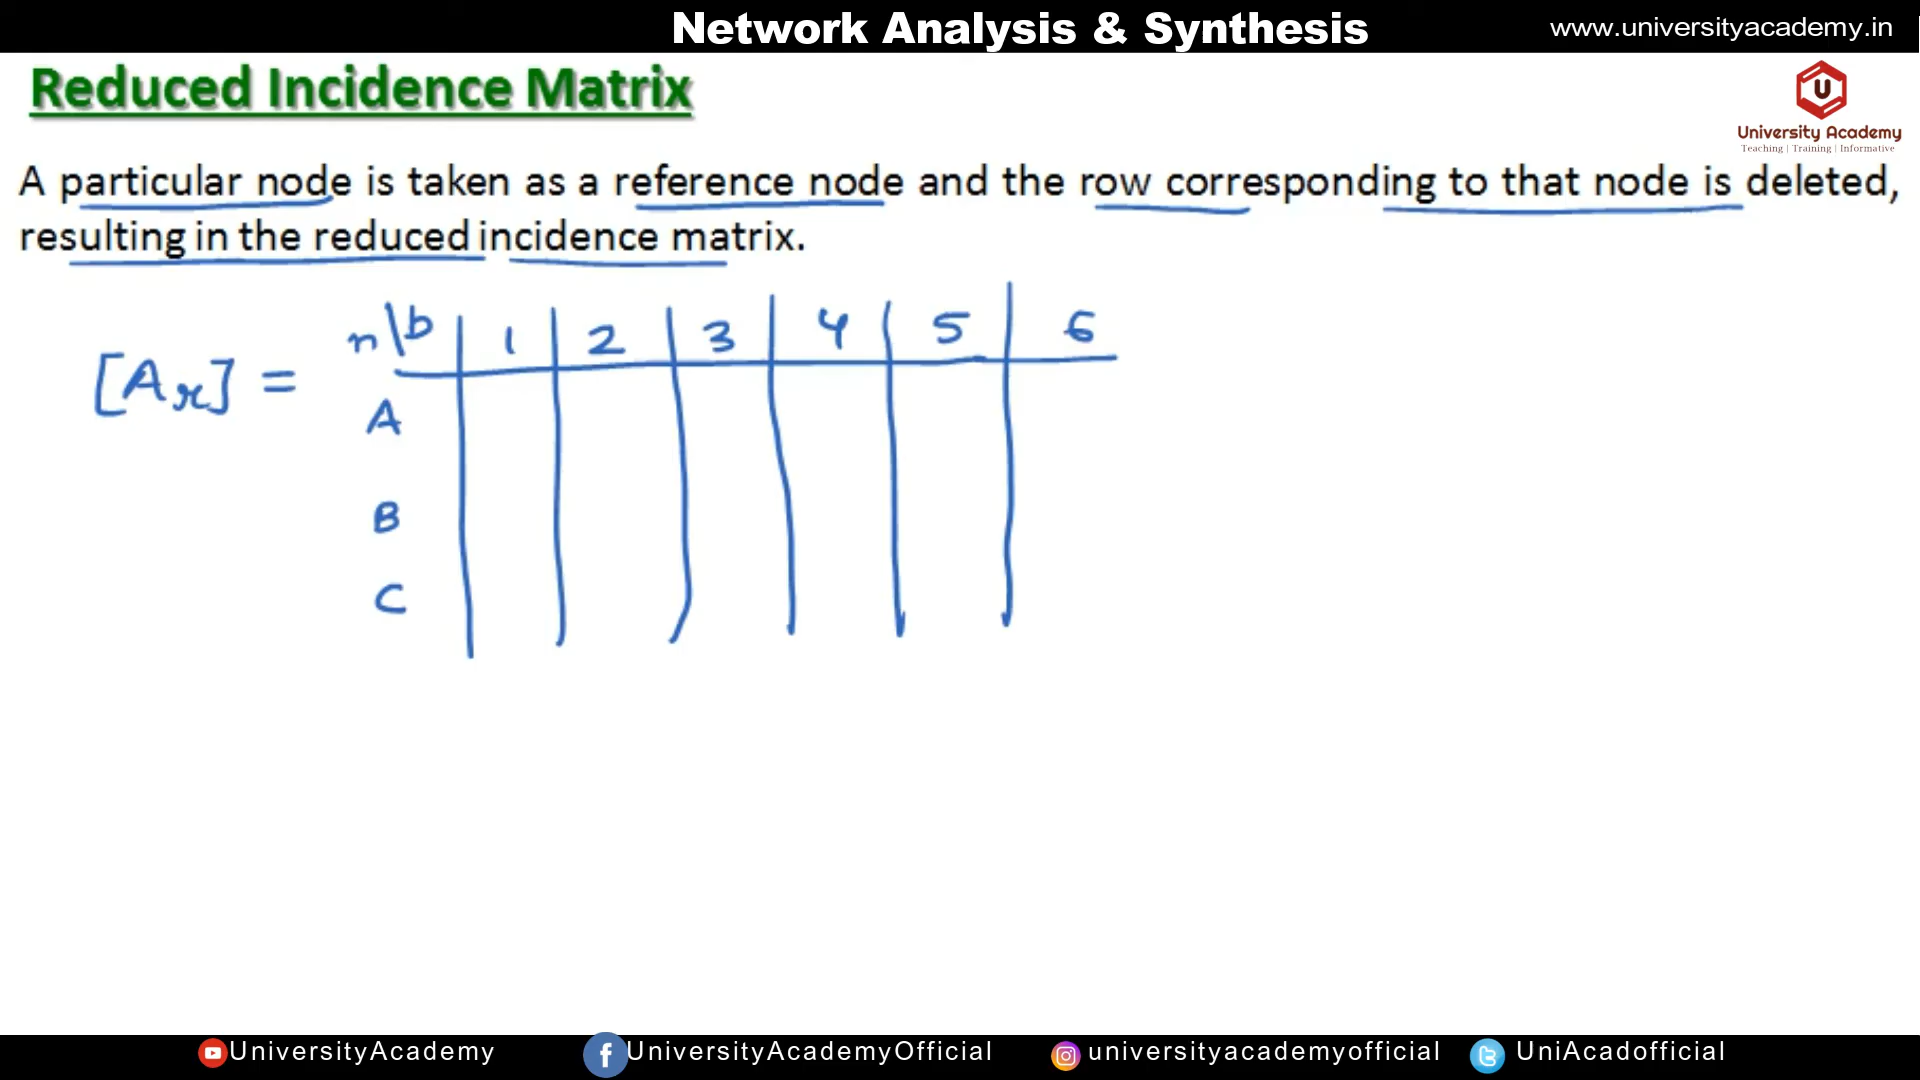 Network Analysis & Synthesis
www.universityacademy.in
Reduced Incidence Matrix
U
University Academy
Teaching | Training | Informative
A particular node is taken as a reference node and the row corresponding to that node is deleted,
resulting in the reduced incidence matrix.
[Ar] = n\b 1 2 3 4 5 6
A
B
C
UniversityAcademy UniversityAcademyOfficial universityacademyofficial UniAcadofficial